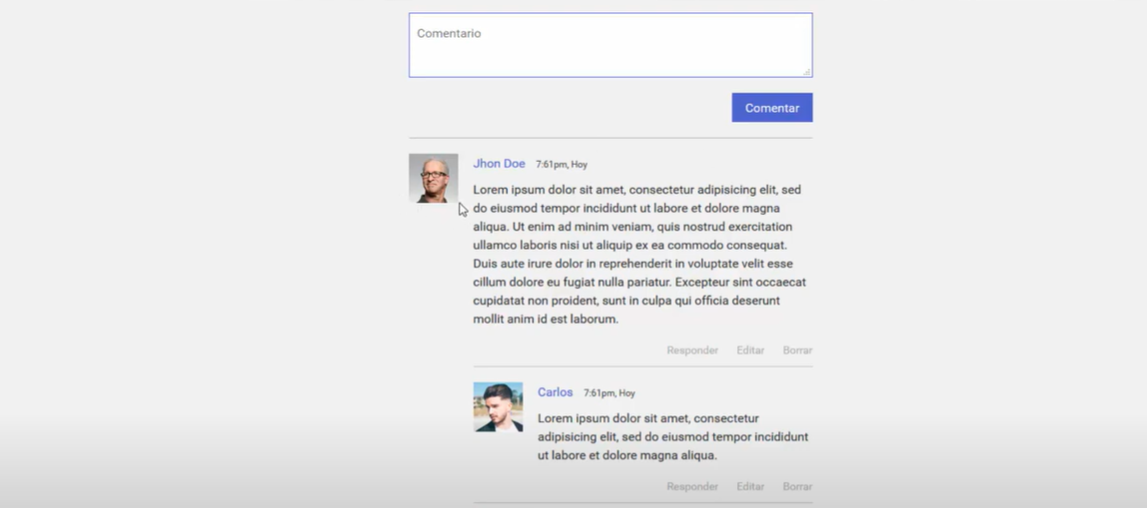 Comentario
Comentar
Jhon Doe 7:61pm, Hoy
Lorem ipsum dolor sit amet, consectetur adipisicing elit, sed
do eiusmod tempor incididunt ut labore et dolore magna
aliqua. Ut enim ad minim veniam, quis nostrud exercitation
ullamco laboris nisi ut aliquip ex ea commodo consequat.
Duis aute irure dolor in reprehenderit in voluptate velit esse
cillum dolore eu fugiat nulla pariatur. Excepteur sint occaecat
cupidatat non proident, sunt in culpa qui officia deserunt
mollit anim id est laborum.
Responder Editar Borrar
Carlos 7:61pm, Hoy
Lorem ipsum dolor sit amet, consectetur
adipisicing elit, sed do eiusmod tempor incididunt
ut labore et dolore magna aliqua.
Responder Editar Borrar